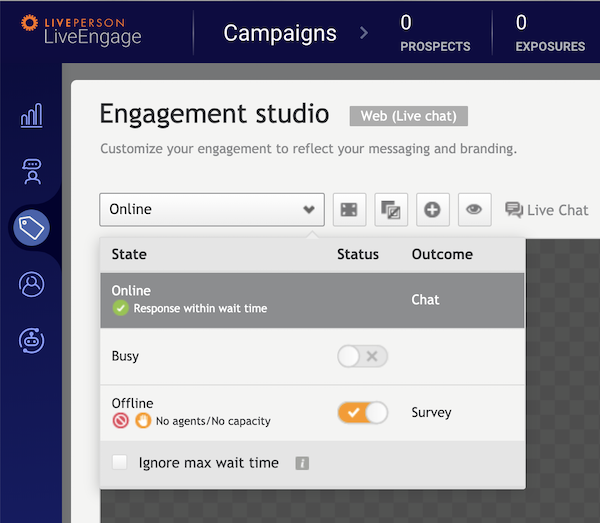 LIVEPERSON
LiveEngage
Campaigns
0
PROSPECTS
0
EXPOSURES
Engagement studio
Web (Live chat)
Customize your engagement to reflect your messaging and branding.
Online
Live Chat
State Status Outcome
Online
Response within wait time
Chat
Busy
Offline
No agents/No capacity
Survey
Ignore max wait time
i